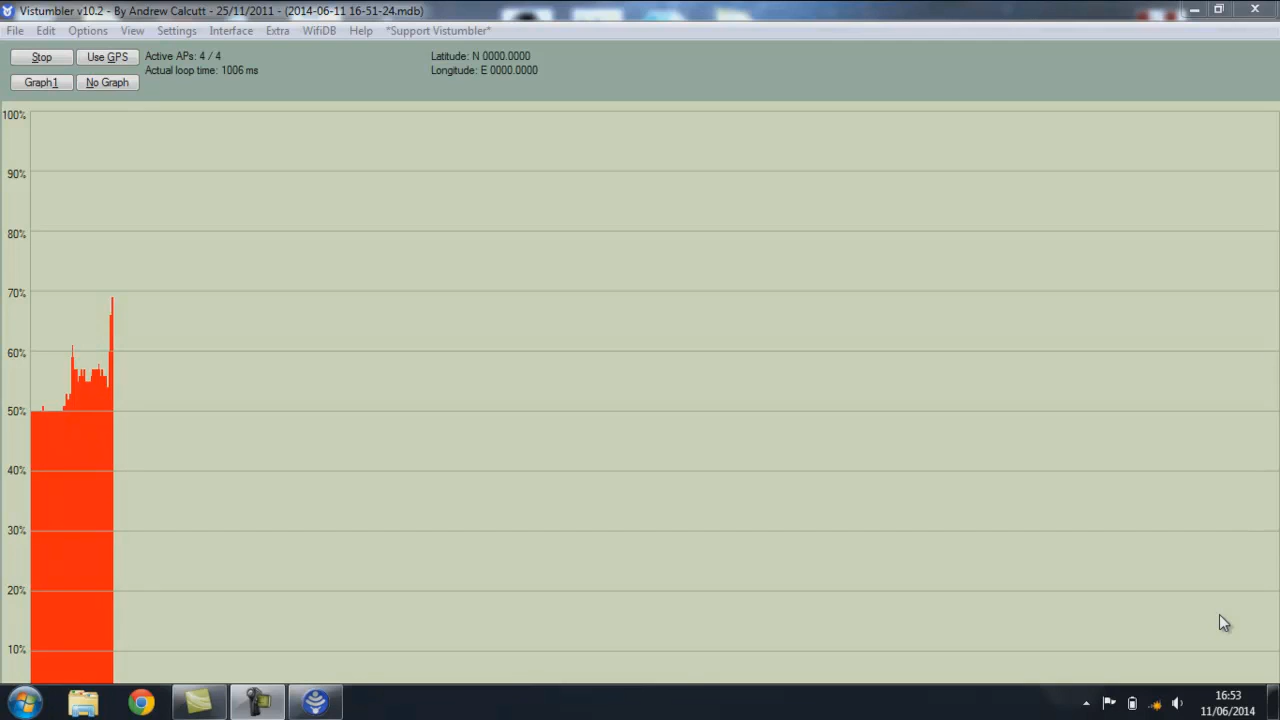 Vistumbler v10.2 - By Andrew Calcutt - 25/11/2011 - (2014-06-11 16-51-24.mdb)
File Edit Options View Settings Interface Extra WifiDB Help *Support Vistumbler*
Stop Use GPS Active APs: 4 / 4 Latitude: N 0000.0000
Actual loop time: 1006 ms Longitude: E 0000.0000
Graph1 No Graph
100%
90%
80%
70%
60%
50%
40%
30%
20%
10%
16:53
11/06/2014